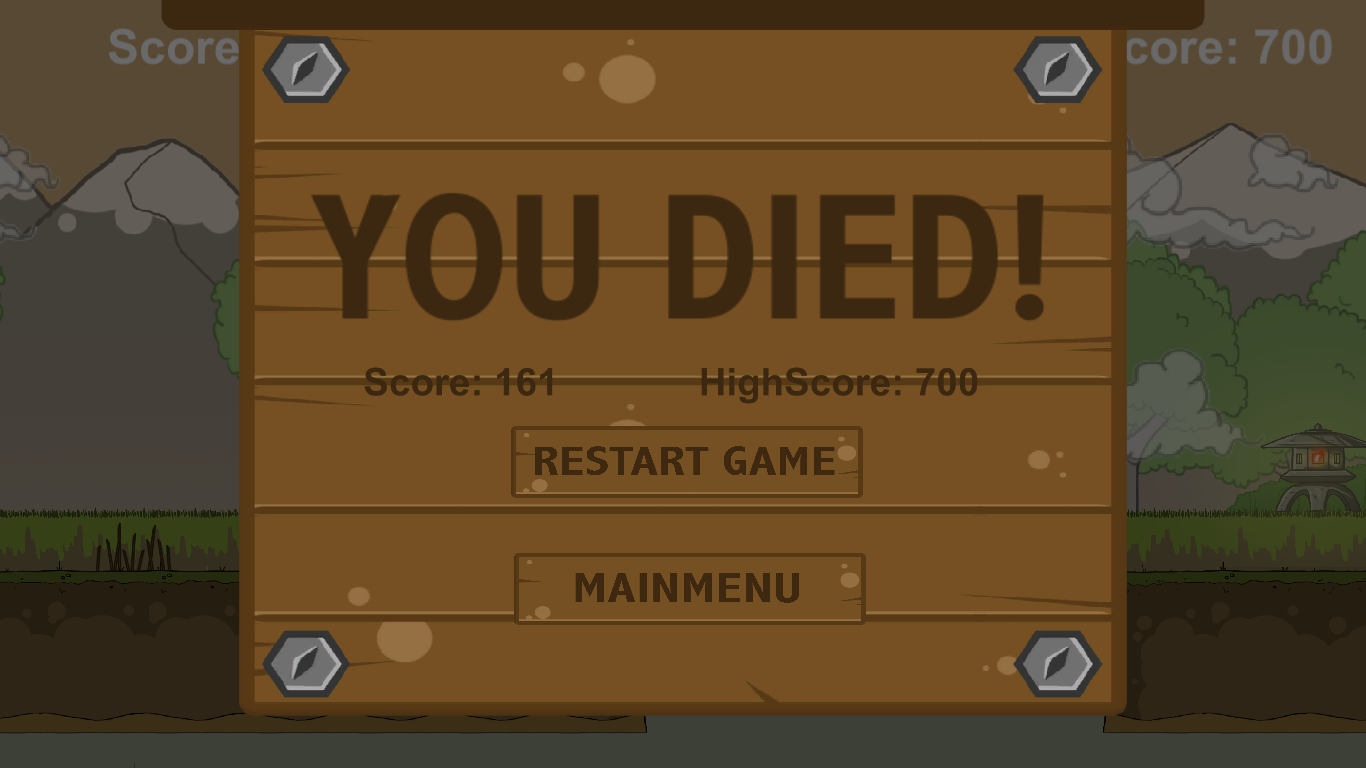 Score
core: 700
YOU DIED!
Score: 161
HighScore: 700
RESTART GAME
MAINMENU